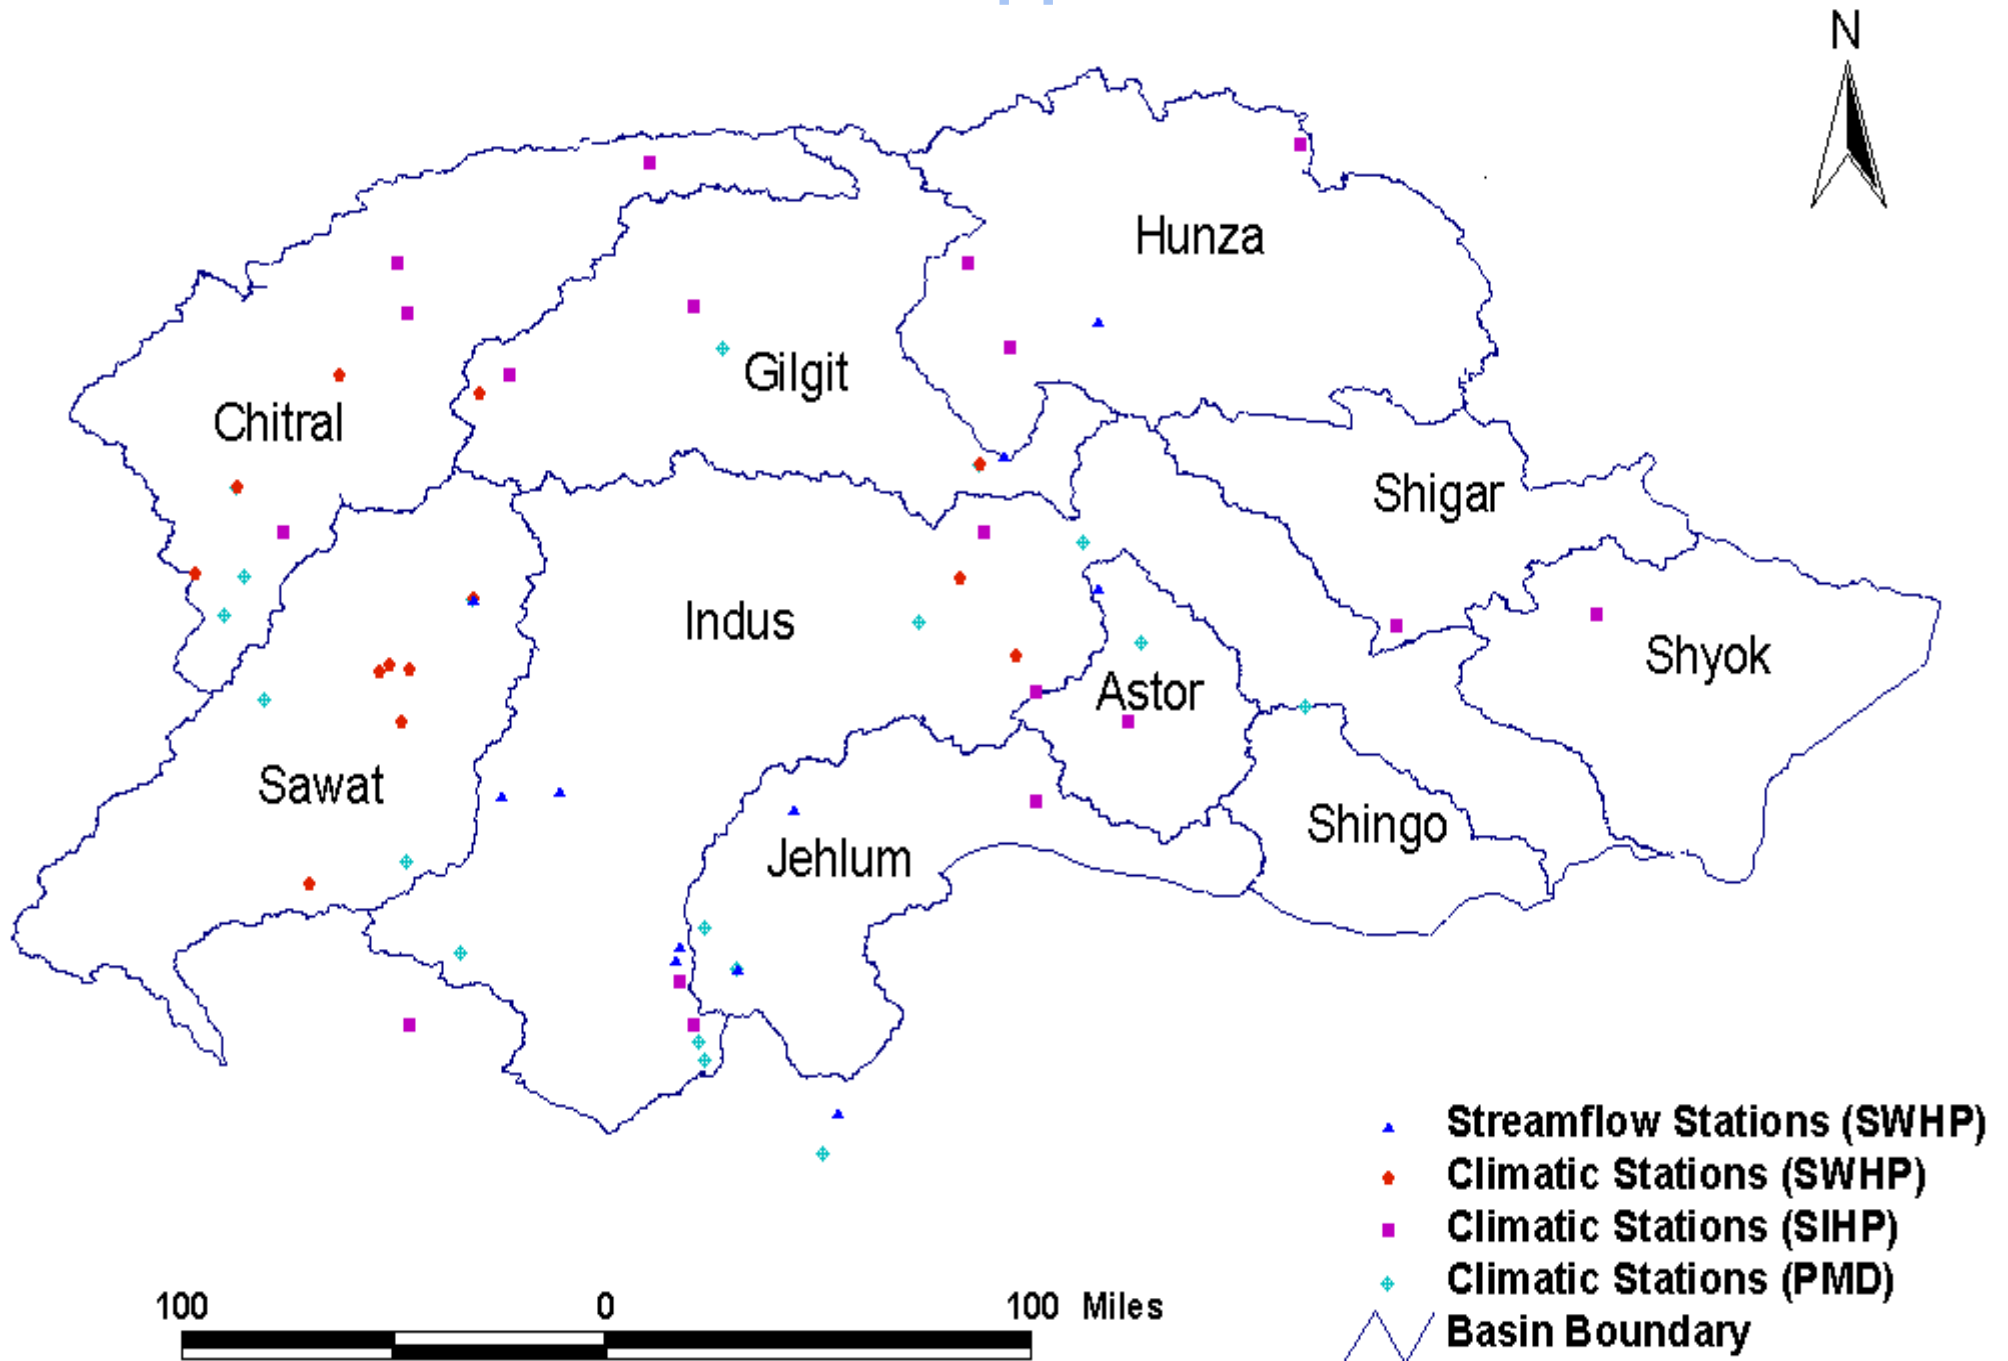 N
Hunza
Gilgit
Chitral
Shigar
Indus
Shyok
Astor
Sawat
Shingo
Jehlum
Streamflow Stations (SWHP)
Climatic Stations (SWHP)
Climatic Stations (SIHP)
Climatic Stations (PMD)
Basin Boundary
100 0 100 Miles